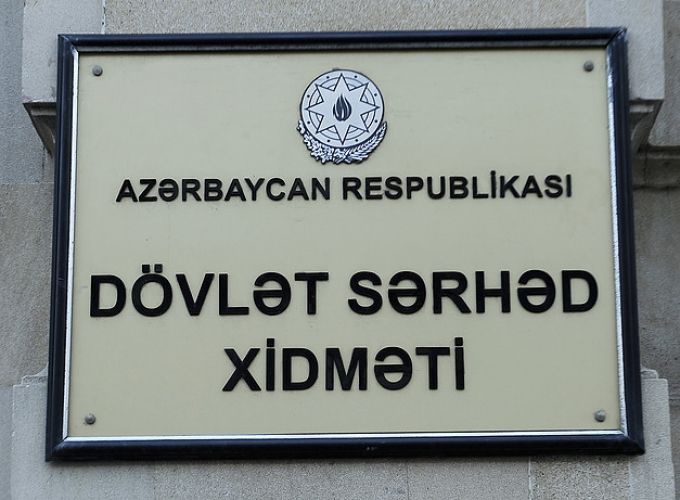 AZƏRBAYCAN RESPUBLİKASI
DÖVLƏT SƏRHƏD
XİDMƏTİ